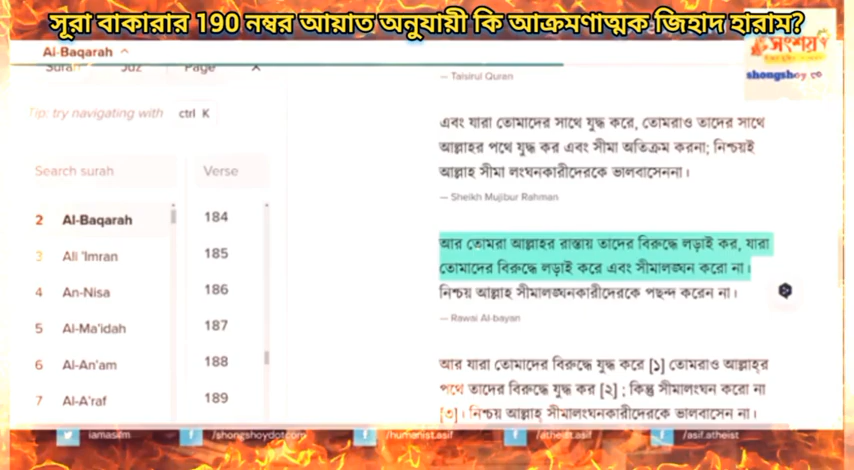 সূরা বাকারার 190 নম্বর আয়াত অনুযায়ী কি আক্রমণাত্মক জিহাদ হারাম?
Al-Baqarah
সংশয়
shongshoy.co
Surah Juz Page
Tip: try navigating with ctrl K
Search surah Verse
2 Al-Baqarah 184
3 Ali 'Imran 185
4 An-Nisa 186
5 Al-Ma'idah 187
6 Al-An'am 188
7 Al-A'raf 189
— Taisirul Quran
এবং যারা তোমাদের সাথে যুদ্ধ করে, তোমরাও তাদের সাথে
আল্লাহর পথে যুদ্ধ কর এবং সীমা অতিক্রম করনা; নিশ্চয়ই
আল্লাহ সীমা লংঘনকারীদেরকে ভালবাসেননা।
— Sheikh Mujibur Rahman
আর তোমরা আল্লাহর রাস্তায় তাদের বিরুদ্ধে লড়াই কর, যারা
তোমাদের বিরুদ্ধে লড়াই করে এবং সীমালঙ্ঘন করো না।
নিশ্চয় আল্লাহ সীমালঙ্ঘনকারীদেরকে পছন্দ করেন না।
— Rawai Al-bayan
আর যারা তোমাদের বিরুদ্ধে যুদ্ধ করে [১] তোমরাও আল্লাহ্‌র
পথে তাদের বিরুদ্ধে যুদ্ধ কর [২] ; কিন্তু সীমালংঘন করো না
[৩]। নিশ্চয় আল্লাহ্‌ সীমালংঘনকারীদেরকে ভালবাসেন না।
/shongshoydotcom /humanist.asif /atheist.asif /asif.atheist